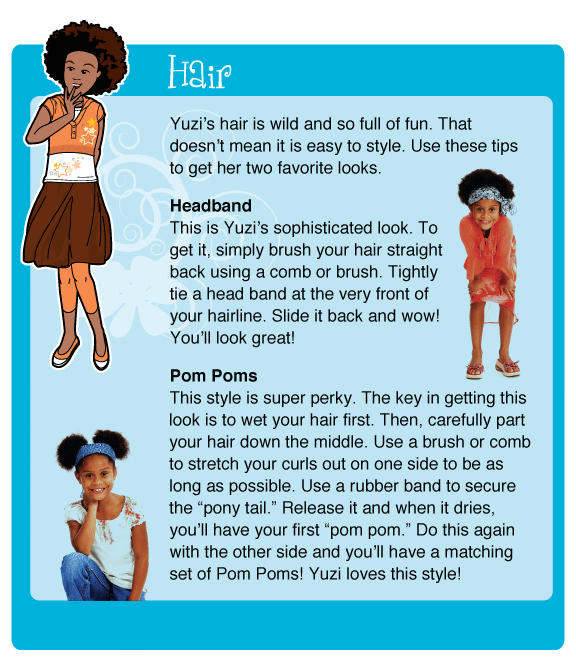 Hair
Yuzi's hair is wild and so full of fun. That
doesn't mean it is easy to style. Use these tips
to get her two favorite looks.
Headband
This is Yuzi's sophisticated look. To
get it, simply brush your hair straight
back using a comb or brush. Tightly
tie a head band at the very front of
your hairline. Slide it back and wow!
You'll look great!
Pom Poms
This style is super perky. The key in getting this
look is to wet your hair first. Then, carefully part
your hair down the middle. Use a brush or comb
to stretch your curls out on one side to be as
long as possible. Use a rubber band to secure
the “pony tail.” Release it and when it dries,
you'll have your first “pom pom.” Do this again
with the other side and you'll have a matching
set of Pom Poms! Yuzi loves this style!